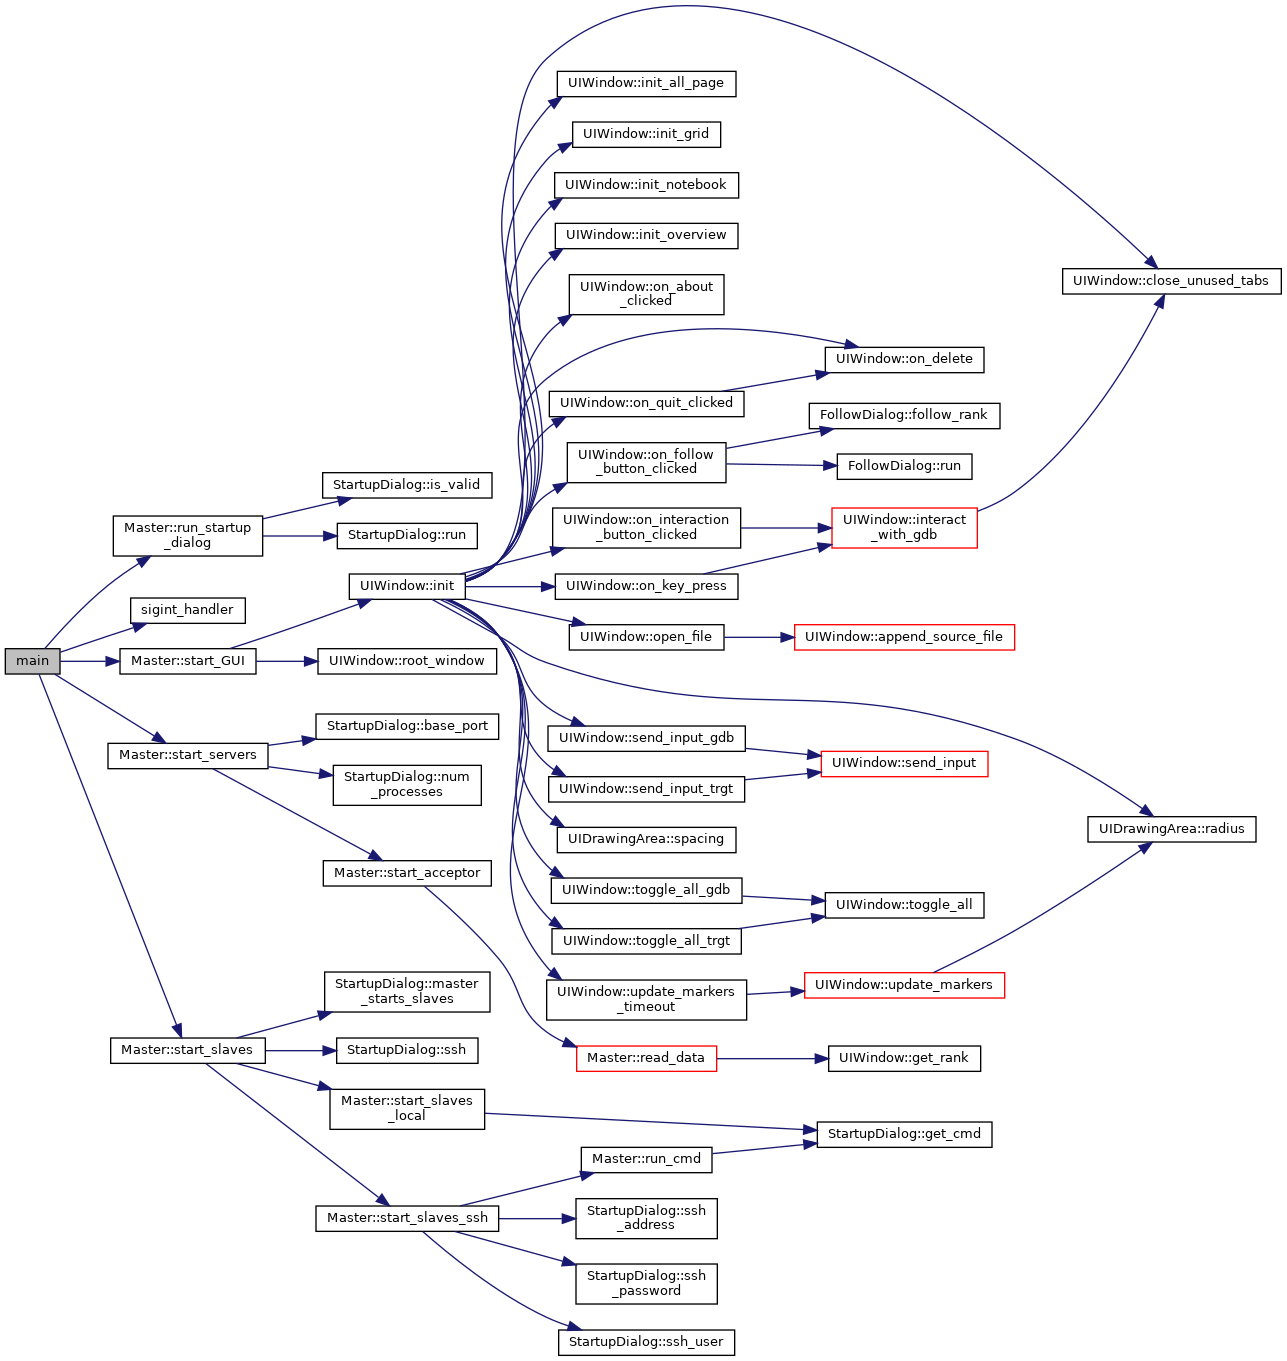 UIWindow::init_all_page
UIWindow::init_grid
UIWindow::init_notebook
UIWindow::init_overview
UIWindow::close_unused_tabs
UIWindow::on_about
_clicked
UIWindow::on_delete
UIWindow::on_quit_clicked
FollowDialog::follow_rank
UIWindow::on_follow
_button_clicked
FollowDialog::run
StartupDialog::is_valid
Master::run_startup
_dialog
StartupDialog::run
UIWindow::on_interaction
_button_clicked
UIWindow::interact
_with_gdb
UIWindow::init
UIWindow::on_key_press
sigint_handler
UIWindow::open_file
UIWindow::append_source_file
main
Master::start_GUI
UIWindow::root_window
StartupDialog::base_port
UIWindow::send_input_gdb
Master::start_servers
UIWindow::send_input
StartupDialog::num
_processes
UIWindow::send_input_trgt
UIDrawingArea::radius
UIDrawingArea::spacing
Master::start_acceptor
UIWindow::toggle_all_gdb
UIWindow::toggle_all
UIWindow::toggle_all_trgt
StartupDialog::master
_starts_slaves
UIWindow::update_markers
_timeout
UIWindow::update_markers
Master::start_slaves
StartupDialog::ssh
Master::read_data
UIWindow::get_rank
Master::start_slaves
_local
StartupDialog::get_cmd
Master::run_cmd
Master::start_slaves_ssh
StartupDialog::ssh
_address
StartupDialog::ssh
_password
StartupDialog::ssh_user